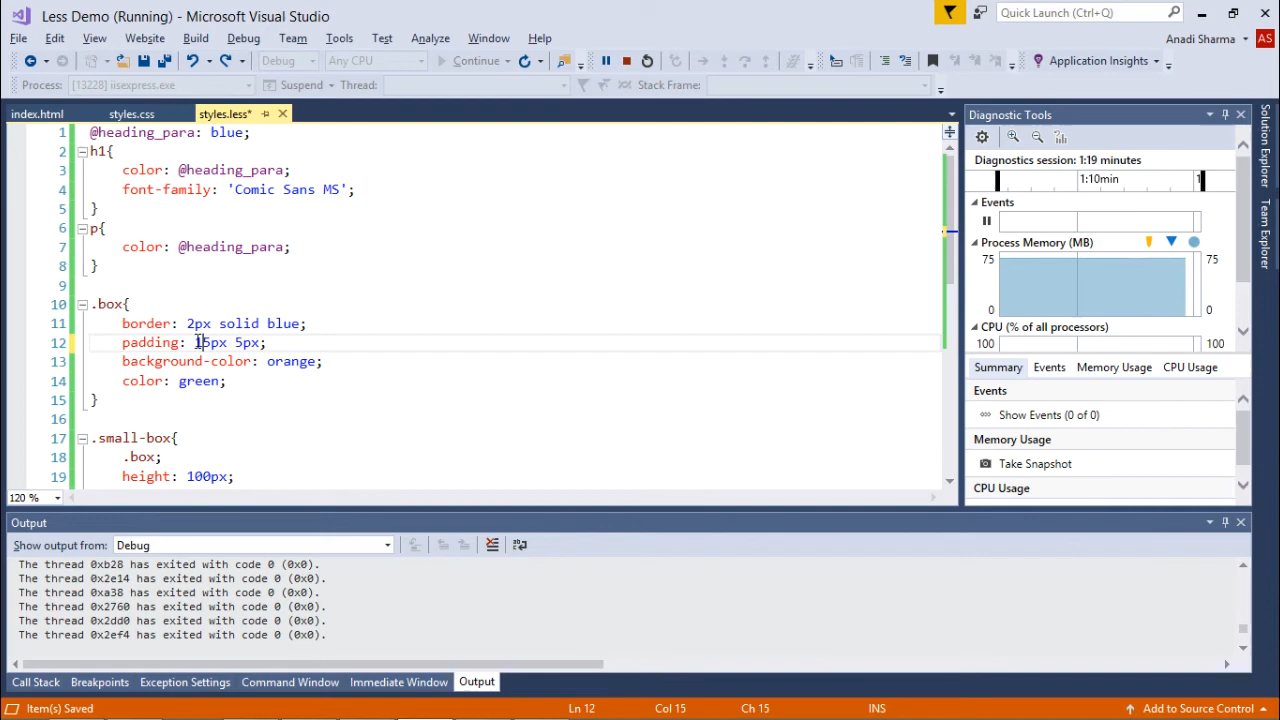 Less Demo (Running) - Microsoft Visual Studio
Quick Launch (Ctrl+Q)
File Edit View Website Build Debug Team Tools Test Analyze Window Help
Anadi Sharma AS
Debug Any CPU Continue Application Insights
Process: [13228] iisexpress.exe Suspend Thread: Stack Frame:
index.html styles.css styles.less*
1 @heading_para: blue;
2 h1{
3 color: @heading_para;
4 font-family: 'Comic Sans MS';
5 }
6 p{
7 color: @heading_para;
8 }
9
10 .box{
11 border: 2px solid blue;
12 padding: 15px 5px;
13 background-color: orange;
14 color: green;
15 }
16
17 .small-box{
18 .box;
19 height: 100px;
120 %
Diagnostic Tools
Diagnostics session: 1:19 minutes
1:10min 1
Events
Process Memory (MB)
75 75
0 0
CPU (% of all processors)
100 100
Summary Events Memory Usage CPU Usage
Events
Show Events (0 of 0)
Memory Usage
Take Snapshot
CPU Usage
Solution Explorer
Team Explorer
Output
Show output from: Debug
The thread 0xb28 has exited with code 0 (0x0).
The thread 0x2e14 has exited with code 0 (0x0).
The thread 0xa38 has exited with code 0 (0x0).
The thread 0x2760 has exited with code 0 (0x0).
The thread 0x2dd0 has exited with code 0 (0x0).
The thread 0x2ef4 has exited with code 0 (0x0).
Call Stack Breakpoints Exception Settings Command Window Immediate Window Output
Item(s) Saved Ln 12 Col 15 Ch 15 INS Add to Source Control